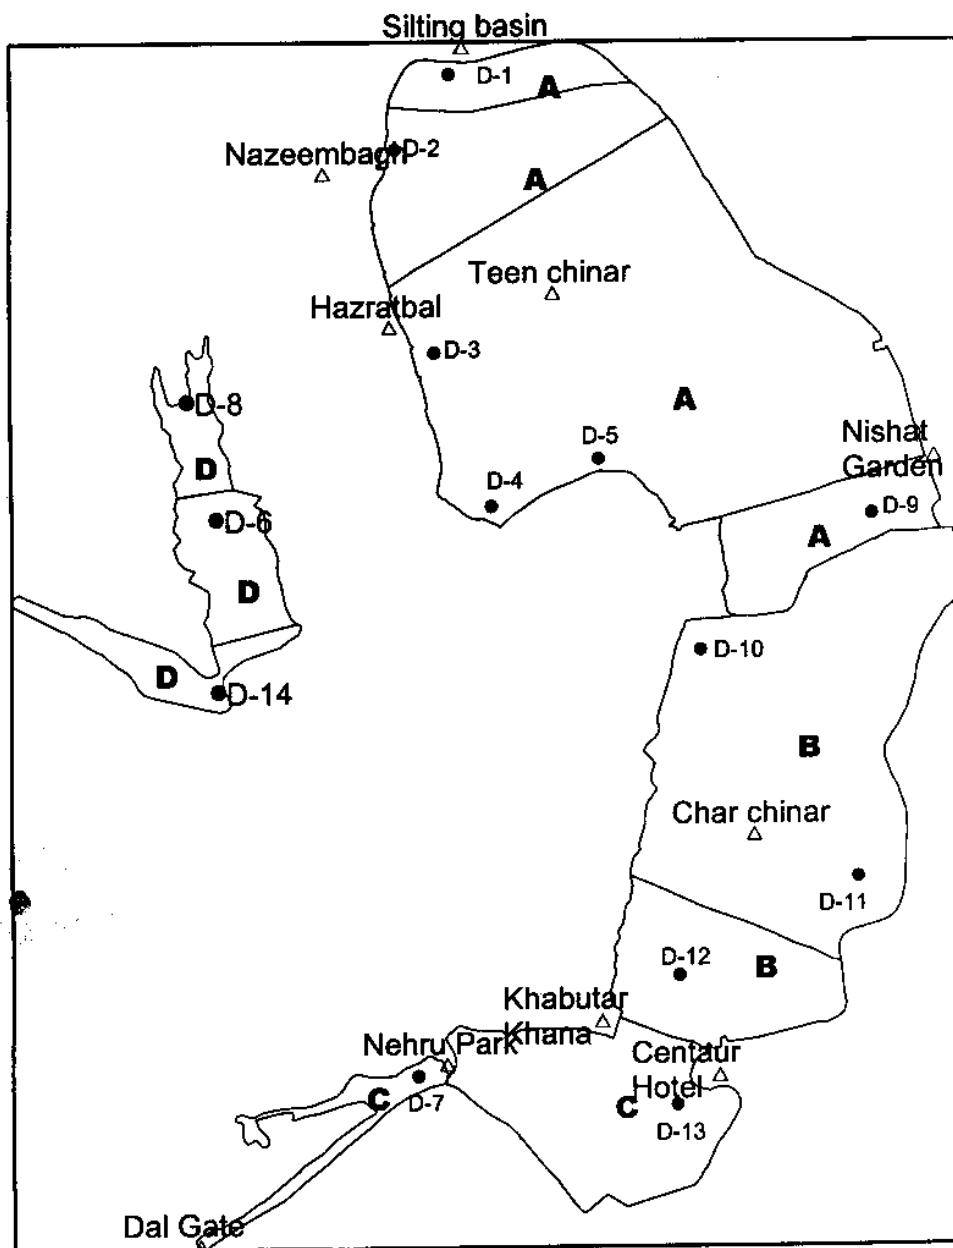 Silting basin
D-1
A
Nazeembagh
D-2
A
Teen chinar
Hazratbal
D-3
D-8
A
D-5
Nishat
Garden
D
D-4
D-9
D-6
A
D
D-10
D
D-14
B
Char chinar
D-11
D-12
B
Khabutar
Khana
Nehru Park
Centaur
Hotel
C
D-7
C
D-13
Dal Gate